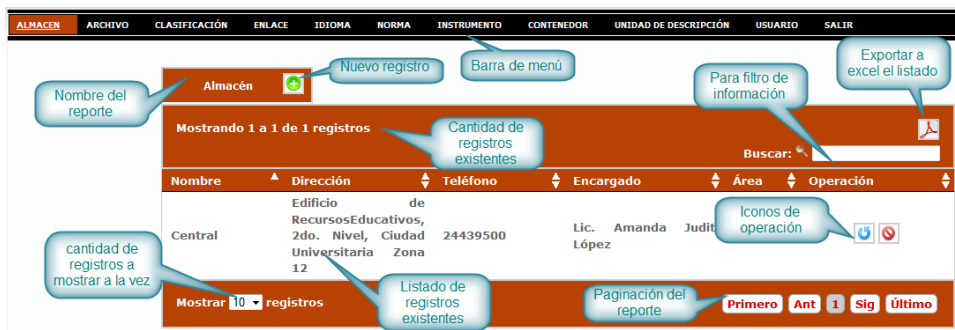 ALMACEN ARCHIVO CLASIFICACIÓN ENLACE IDIOMA NORMA INSTRUMENTO CONTENEDOR UNIDAD DE DESCRIPCIÓN USUARIO SALIR
Nuevo registro
Barra de menú
Exportar a
excel el listado
Nombre del
reporte
Almacén
Para filtro de
información
Mostrando 1 a 1 de 1 registros
Cantidad de
registros
existentes
Buscar:
Nombre Dirección Teléfono Encargado Área Operación
Central
Edificio de
RecursosEducativos,
2do. Nivel, Ciudad
Universitaria Zona
12
24439500
Lic. Amanda Judit
López
Iconos de
operación
cantidad de
registros a
mostrar a la vez
Listado de
registros
existentes
Paginación del
reporte
Mostrar 10 registros
Primero Ant 1 Sig Último